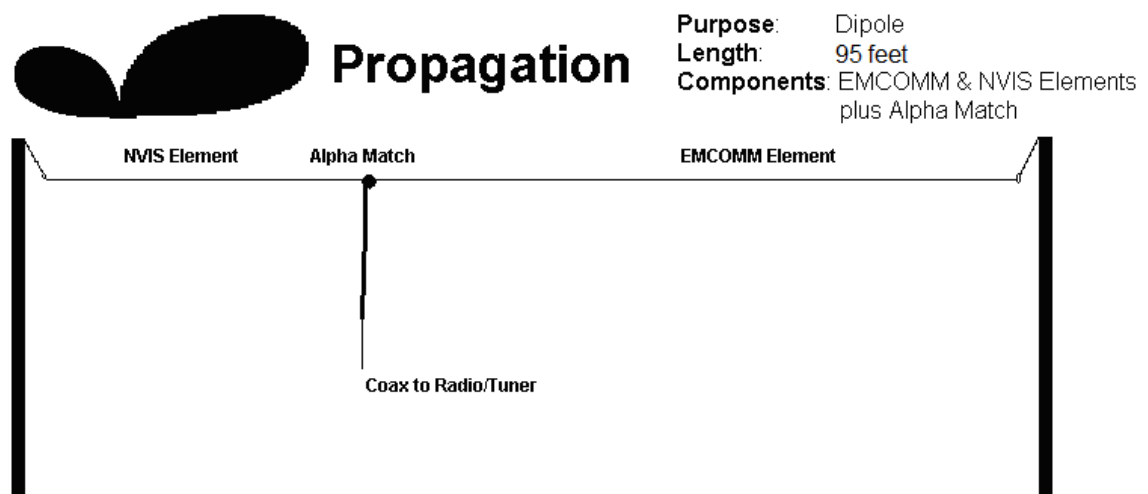 Propagation
Purpose: Dipole
Length: 95 feet
Components: EMCOMM & NVIS Elements
plus Alpha Match
NVIS Element Alpha Match EMCOMM Element
Coax to Radio/Tuner